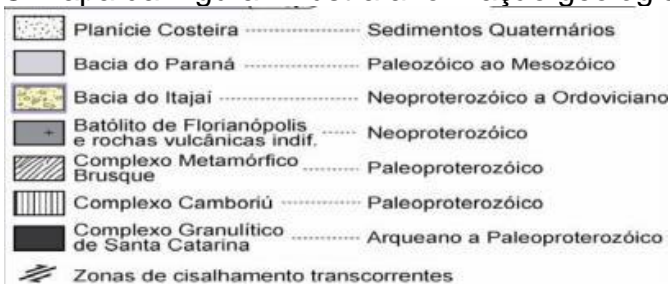 Planície Costeira ---------------- Sedimentos Quaternários
Bacia do Paraná ---------------- Paleozóico ao Mesozóico
Bacia do Itajaí ------------------ Neoproterozóico a Ordoviciano
Batólito de Florianópolis
e rochas vulcânicas indif. ----- Neoproterozóico
Complexo Metamórfico
Brusque ---------------- Paleoproterozóico
Complexo Camboriú ----------- Paleoproterozóico
Complexo Granulítico
de Santa Catarina ---------- Arqueano a Paleoproterozóico
Zonas de cisalhamento transcorrentes